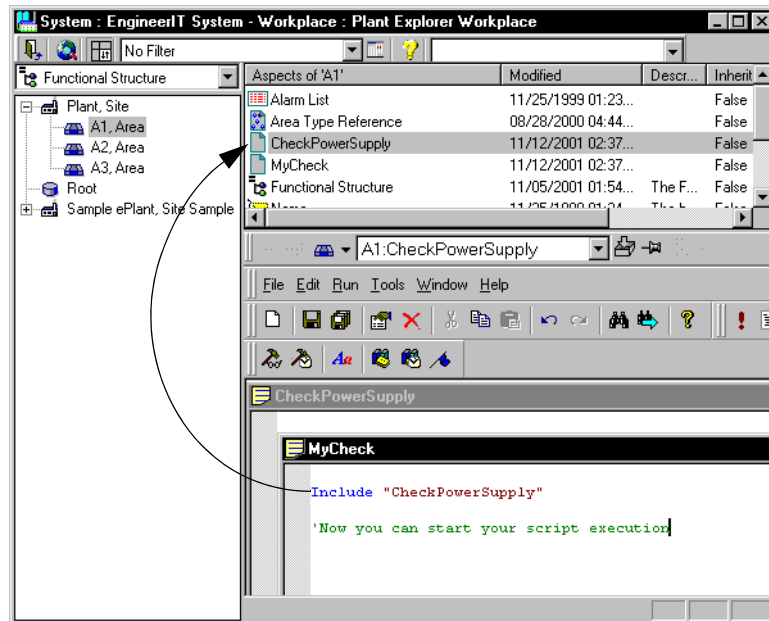 System : EngineerIT System - Workplace : Plant Explorer Workplace
No Filter
Functional Structure
Plant, Site
A1, Area
A2, Area
A3, Area
Root
Sample ePlant, Site Sample
Aspects of 'A1' Modified Descr... Inherit
Alarm List 11/25/1999 01:23... False
Area Type Reference 08/28/2000 04:44... False
CheckPowerSupply 11/12/2001 02:37... False
MyCheck 11/12/2001 02:37... False
Functional Structure 11/05/2001 01:54... The F... False
A1:CheckPowerSupply
File Edit Run Tools Window Help
Aa
CheckPowerSupply
MyCheck
Include "CheckPowerSupply"
'Now you can start your script execution